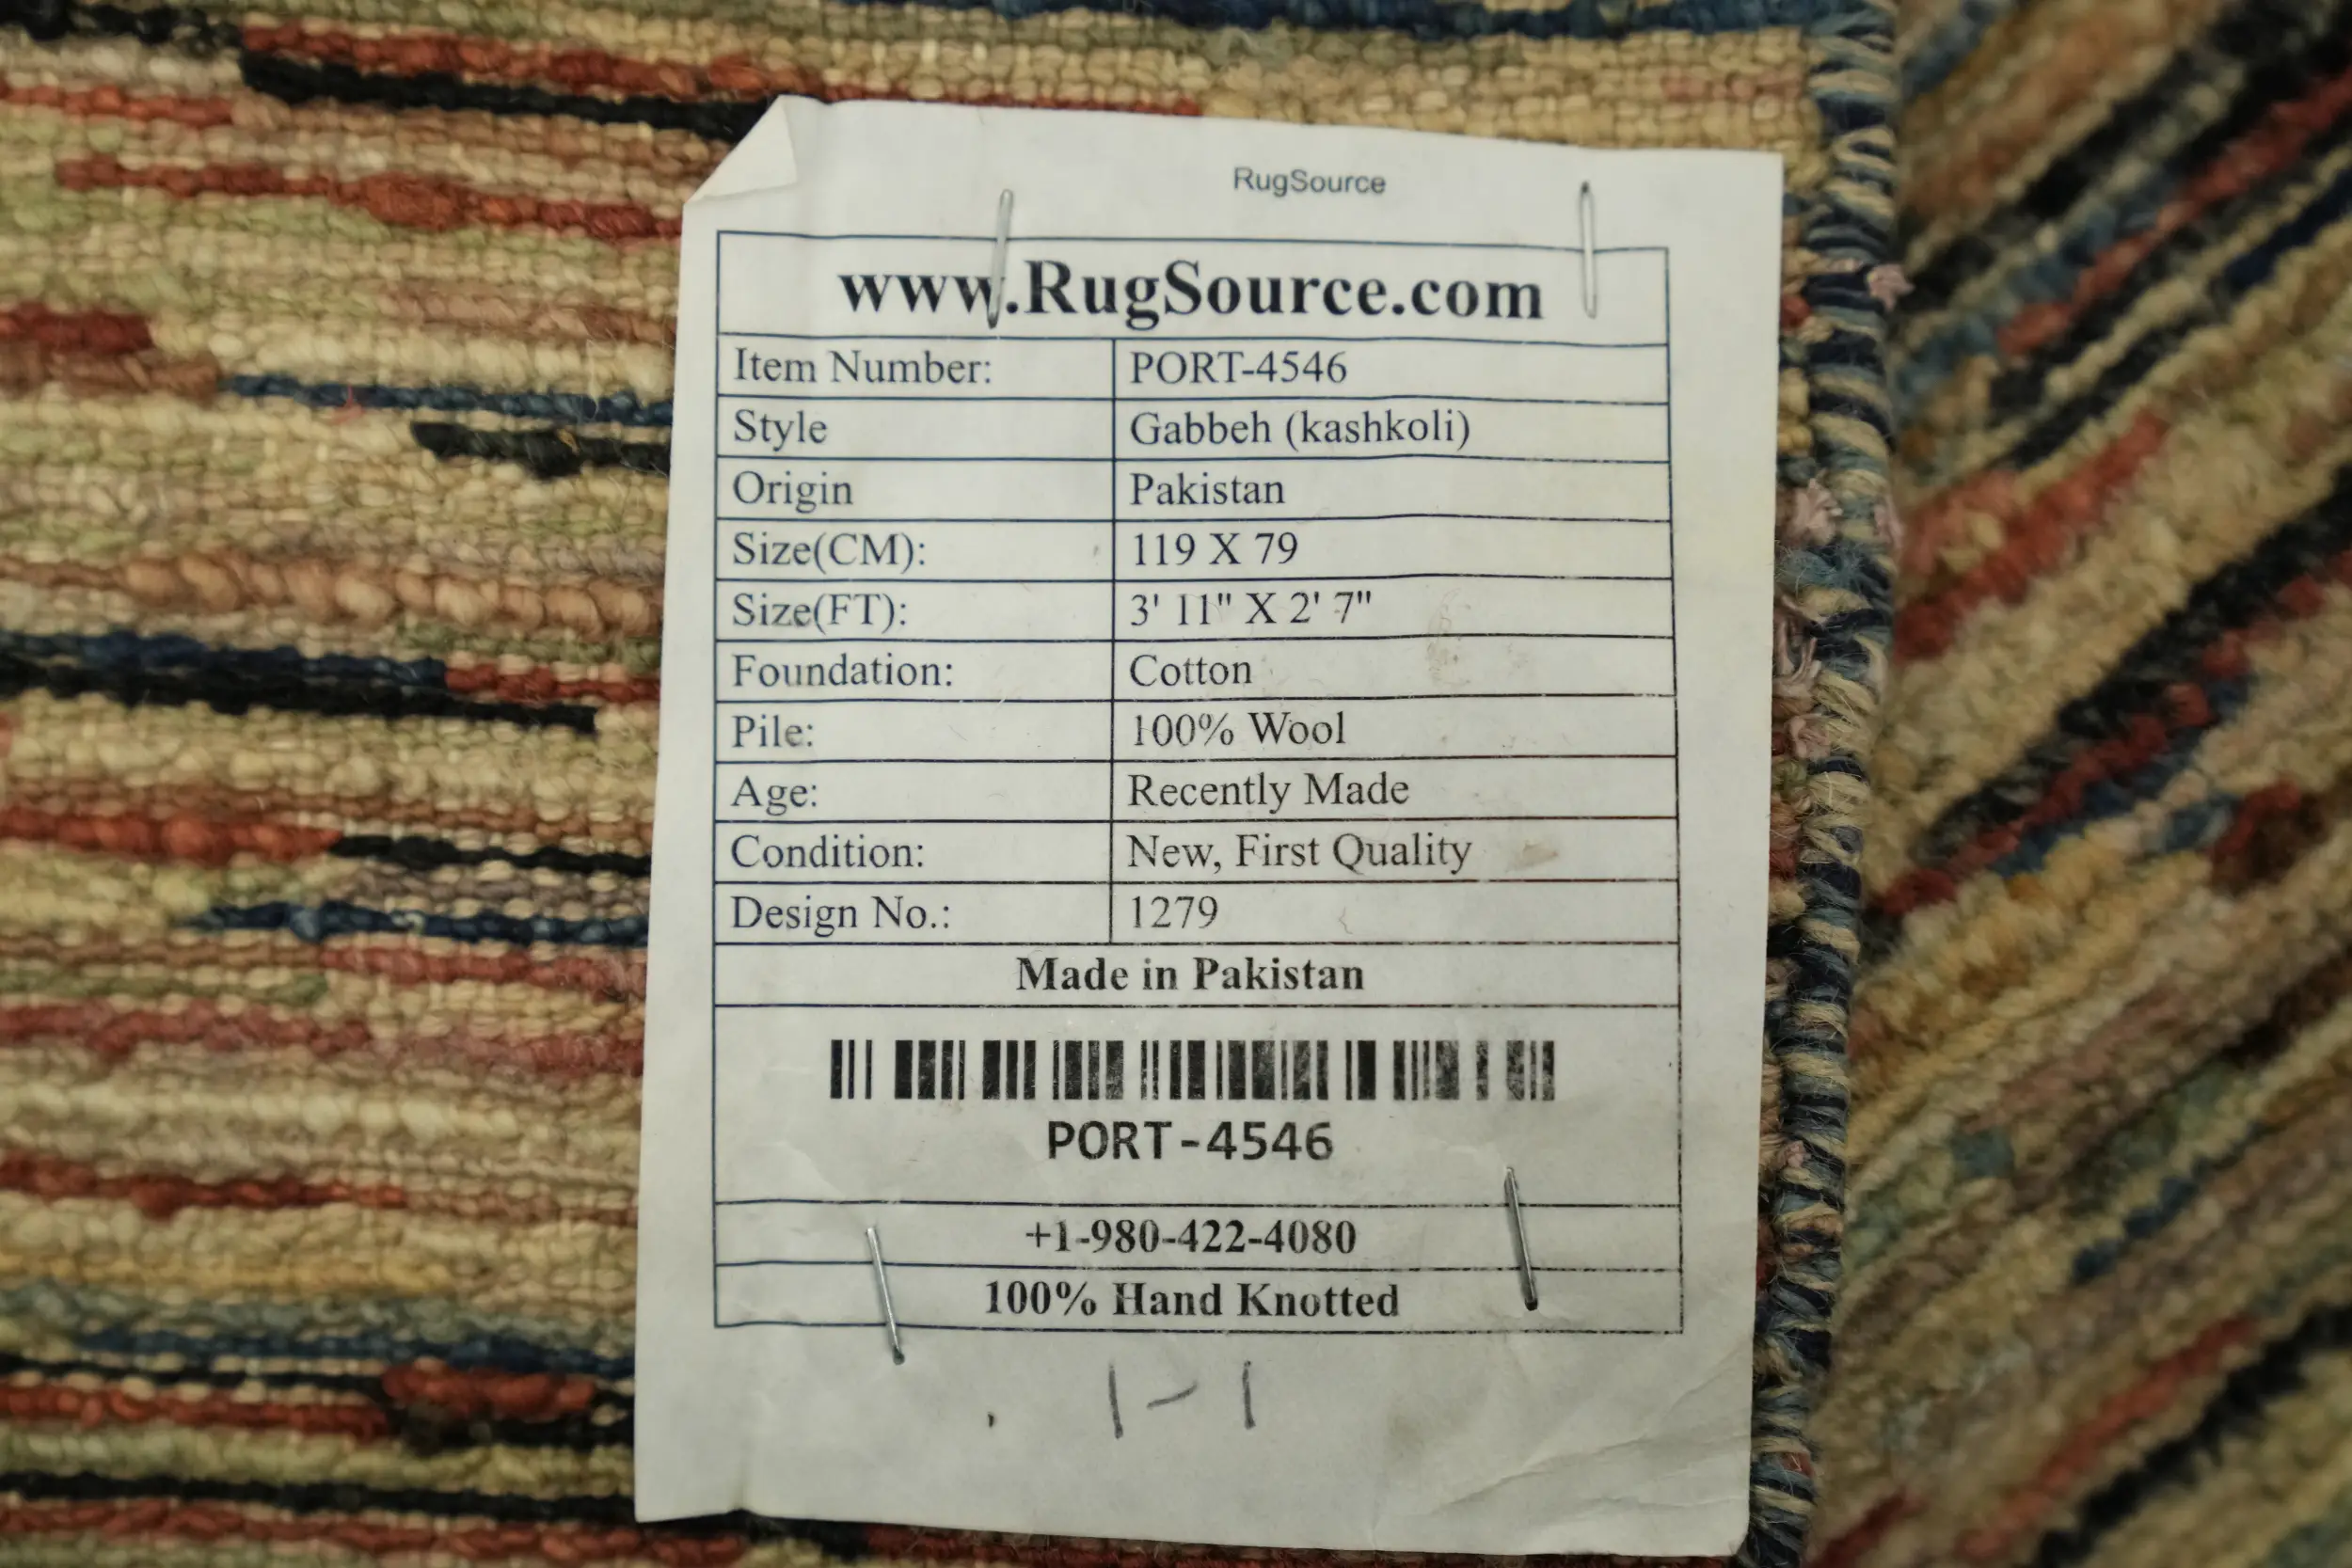 RugSource
www.RugSource.com
Item Number: PORT-4546
Style Gabbeh (kashkoli)
Origin Pakistan
Size(CM): 119 X 79
Size(FT): 3' 11" X 2' 7"
Foundation: Cotton
Pile: 100% Wool
Age: Recently Made
Condition: New, First Quality
Design No.: 1279
Made in Pakistan
PORT-4546
+1-980-422-4080
100% Hand Knotted
1-1